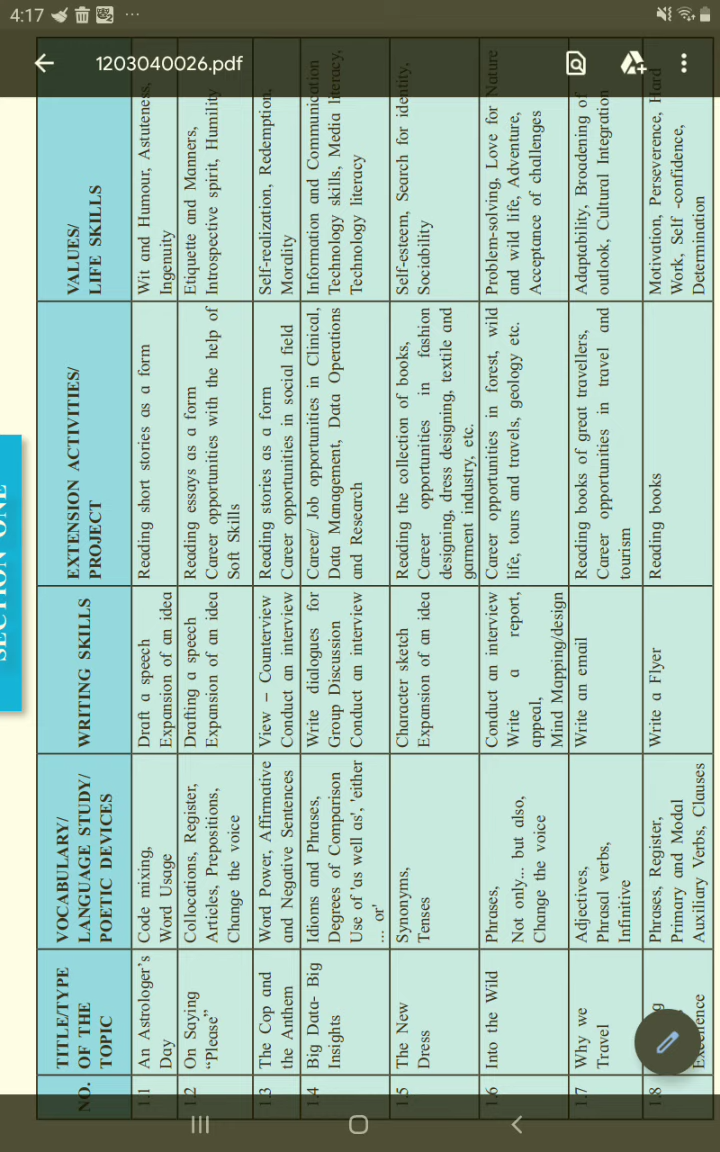 4:17
1203040026.pdf
SECTION ONE
NO.
TITLE/TYPE
OF THE
TOPIC
VOCABULARY/
LANGUAGE STUDY/
POETIC DEVICES
WRITING SKILLS
EXTENSION ACTIVITIES/
PROJECT
VALUES/
LIFE SKILLS
1.1
An Astrologer's
Day
Code mixing,
Word Usage
Draft a speech
Expansion of an idea
Reading short stories as a form
Wit and Humour, Astuteness,
Ingenuity
1.2
On Saying
“Please”
Collocations, Register,
Articles, Prepositions,
Change the voice
Drafting a speech
Expansion of an idea
Reading essays as a form
Career opportunities with the help of
Soft Skills
Etiquette and Manners,
Introspective spirit, Humility
1.3
The Cop and
the Anthem
Word Power, Affirmative
and Negative Sentences
View – Counterview
Conduct an interview
Reading stories as a form
Career opportunities in social field
Self-realization, Redemption,
Morality
1.4
Big Data- Big
Insights
Idioms and Phrases,
Degrees of Comparison
Use of 'as well as', 'either
... or'
Write dialogues for
Group Discussion
Conduct an interview
Career/ Job opportunities in Clinical,
Data Management, Data Operations
and Research
Information and Communication
Technology skills, Media literacy,
Technology literacy
1.5
The New
Dress
Synonyms,
Tenses
Character sketch
Expansion of an idea
Reading the collection of books,
Career opportunities in fashion
designing, dress designing, textile and
garment industry, etc.
Self-esteem, Search for identity,
Sociability
1.6
Into the Wild
Phrases,
Not only... but also,
Change the voice
Conduct an interview
Write a report,
appeal,
Mind Mapping/design
Career opportunities in forest, wild
life, tours and travels, geology etc.
Problem-solving, Love for Nature
and wild life, Adventure,
Acceptance of challenges
1.7
Why we
Travel
Adjectives,
Phrasal verbs,
Infinitive
Write an email
Reading books of great travellers,
Career opportunities in travel and
tourism
Adaptability, Broadening of
outlook, Cultural Integration
1.8
Phrases, Register,
Primary and Modal
Auxiliary Verbs, Clauses
Write a Flyer
Reading books
Motivation, Perseverence, Hard
Work, Self -confidence,
Determination